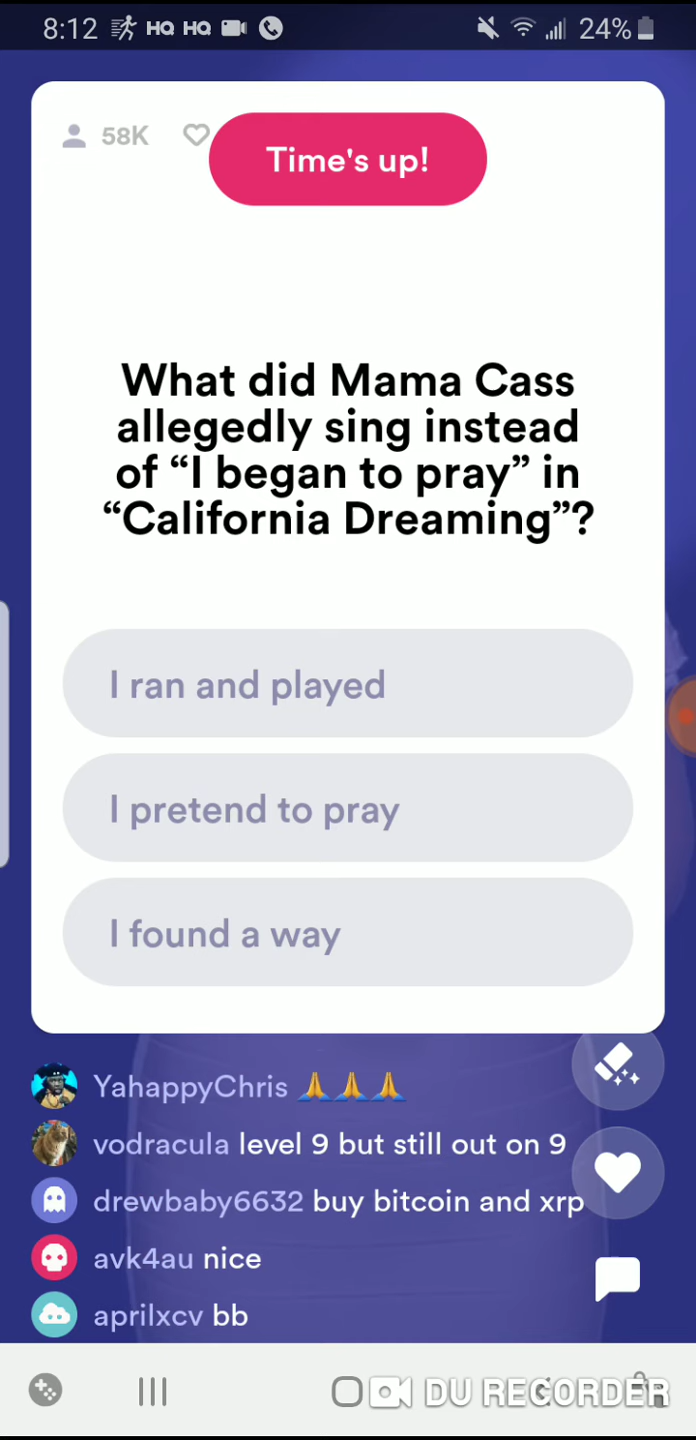 8:12 HQ HQ 24%
58K
Time's up!
What did Mama Cass
allegedly sing instead
of “I began to pray” in
“California Dreaming”?
I ran and played
I pretend to pray
I found a way
YahappyChris 🙏🙏🙏
vodracula level 9 but still out on 9
drewbaby6632 buy bitcoin and xrp
avk4au nice
aprilxcv bb
DU RECORDER